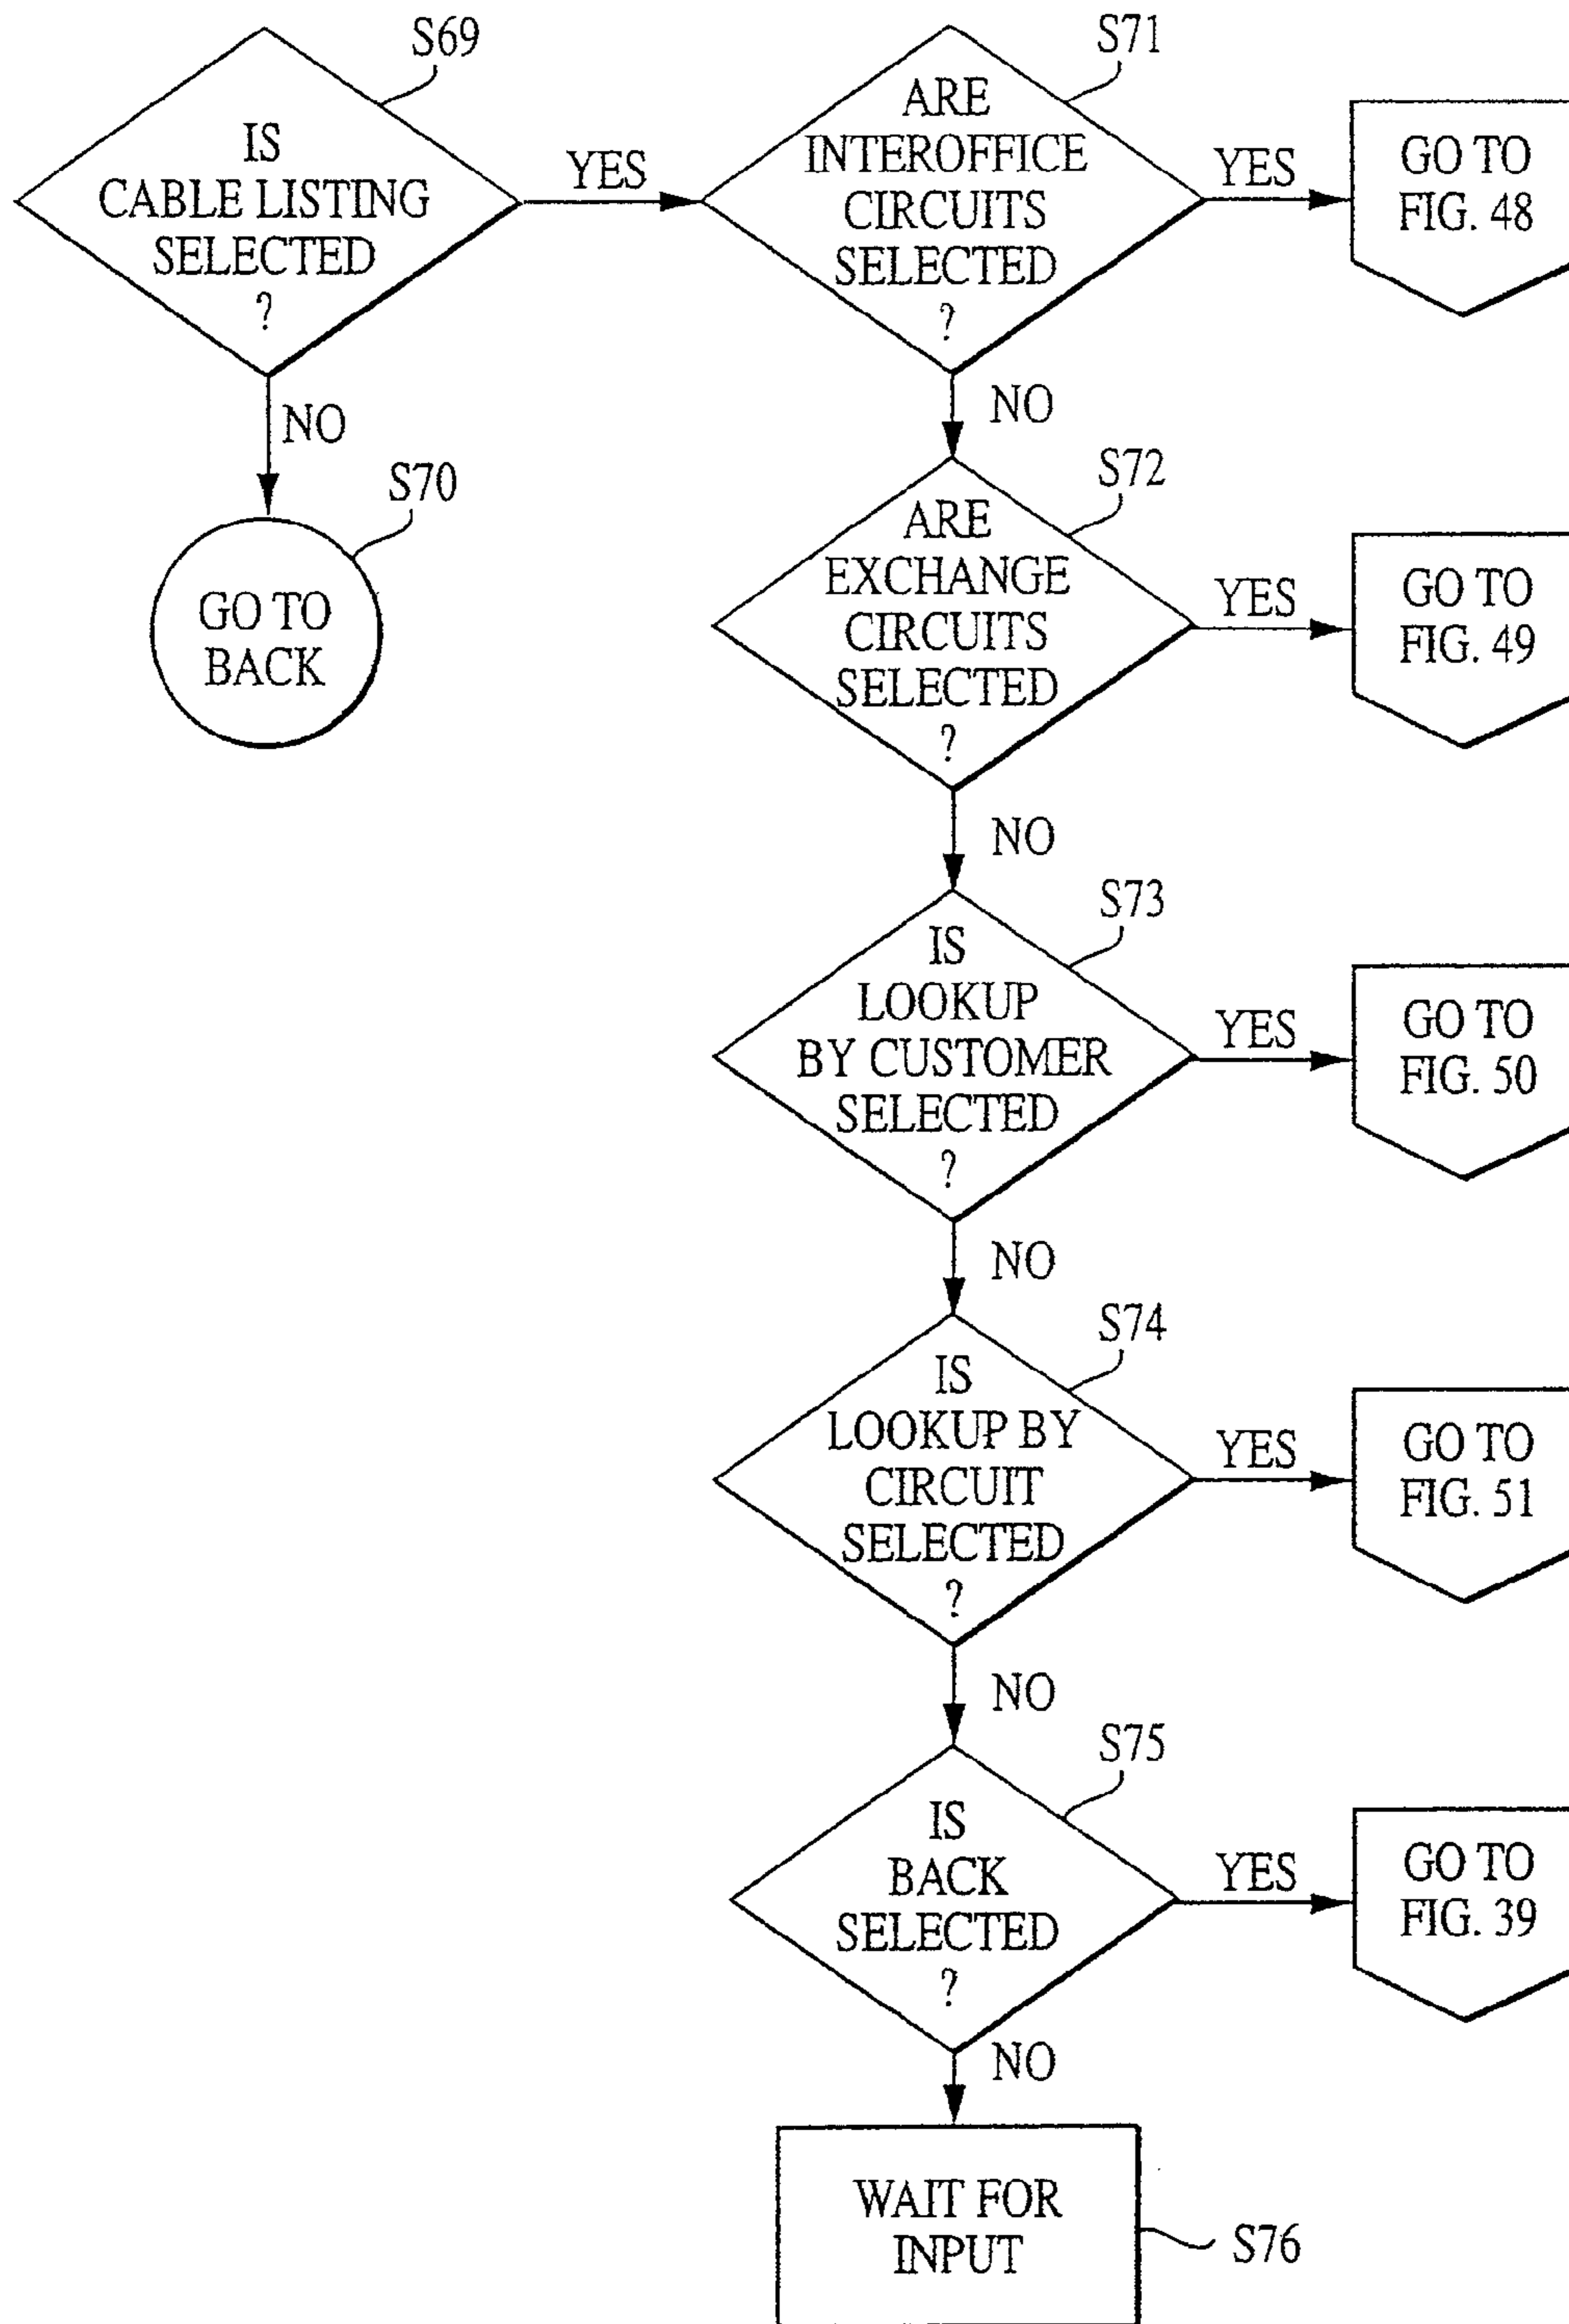 S69
IS
CABLE LISTING
SELECTED
?
YES
NO
S70
GO TO
BACK
S71
ARE
INTEROFFICE
CIRCUITS
SELECTED
?
YES
GO TO
FIG. 48
NO
S72
ARE
EXCHANGE
CIRCUITS
SELECTED
?
YES
GO TO
FIG. 49
NO
S73
IS
LOOKUP
BY CUSTOMER
SELECTED
?
YES
GO TO
FIG. 50
NO
S74
IS
LOOKUP BY
CIRCUIT
SELECTED
?
YES
GO TO
FIG. 51
NO
S75
IS
BACK
SELECTED
?
YES
GO TO
FIG. 39
NO
WAIT FOR
INPUT
S76